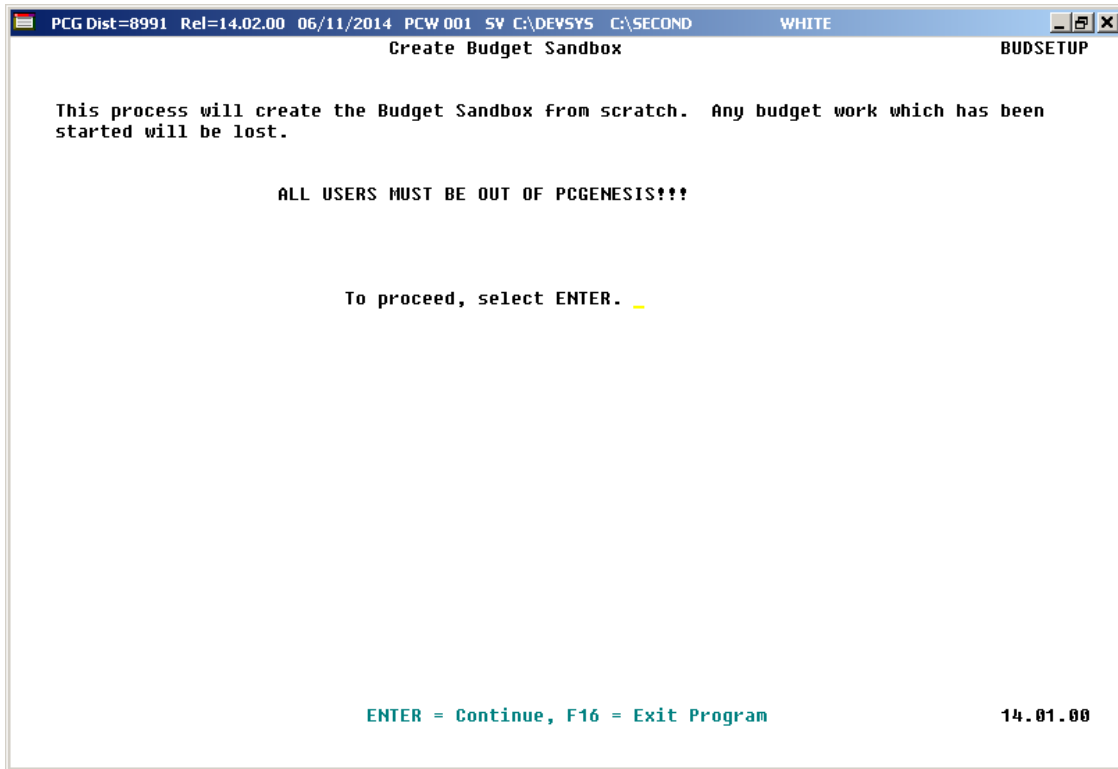 PCG Dist=8991 Rel=14.02.00 06/11/2014 PCW 001 SV C:\DEVSYS C:\SECOND WHITE
Create Budget Sandbox BUDSETUP
This process will create the Budget Sandbox from scratch. Any budget work which has been
started will be lost.
ALL USERS MUST BE OUT OF PCGENESIS!!!
To proceed, select ENTER. _
ENTER = Continue, F16 = Exit Program 14.01.00